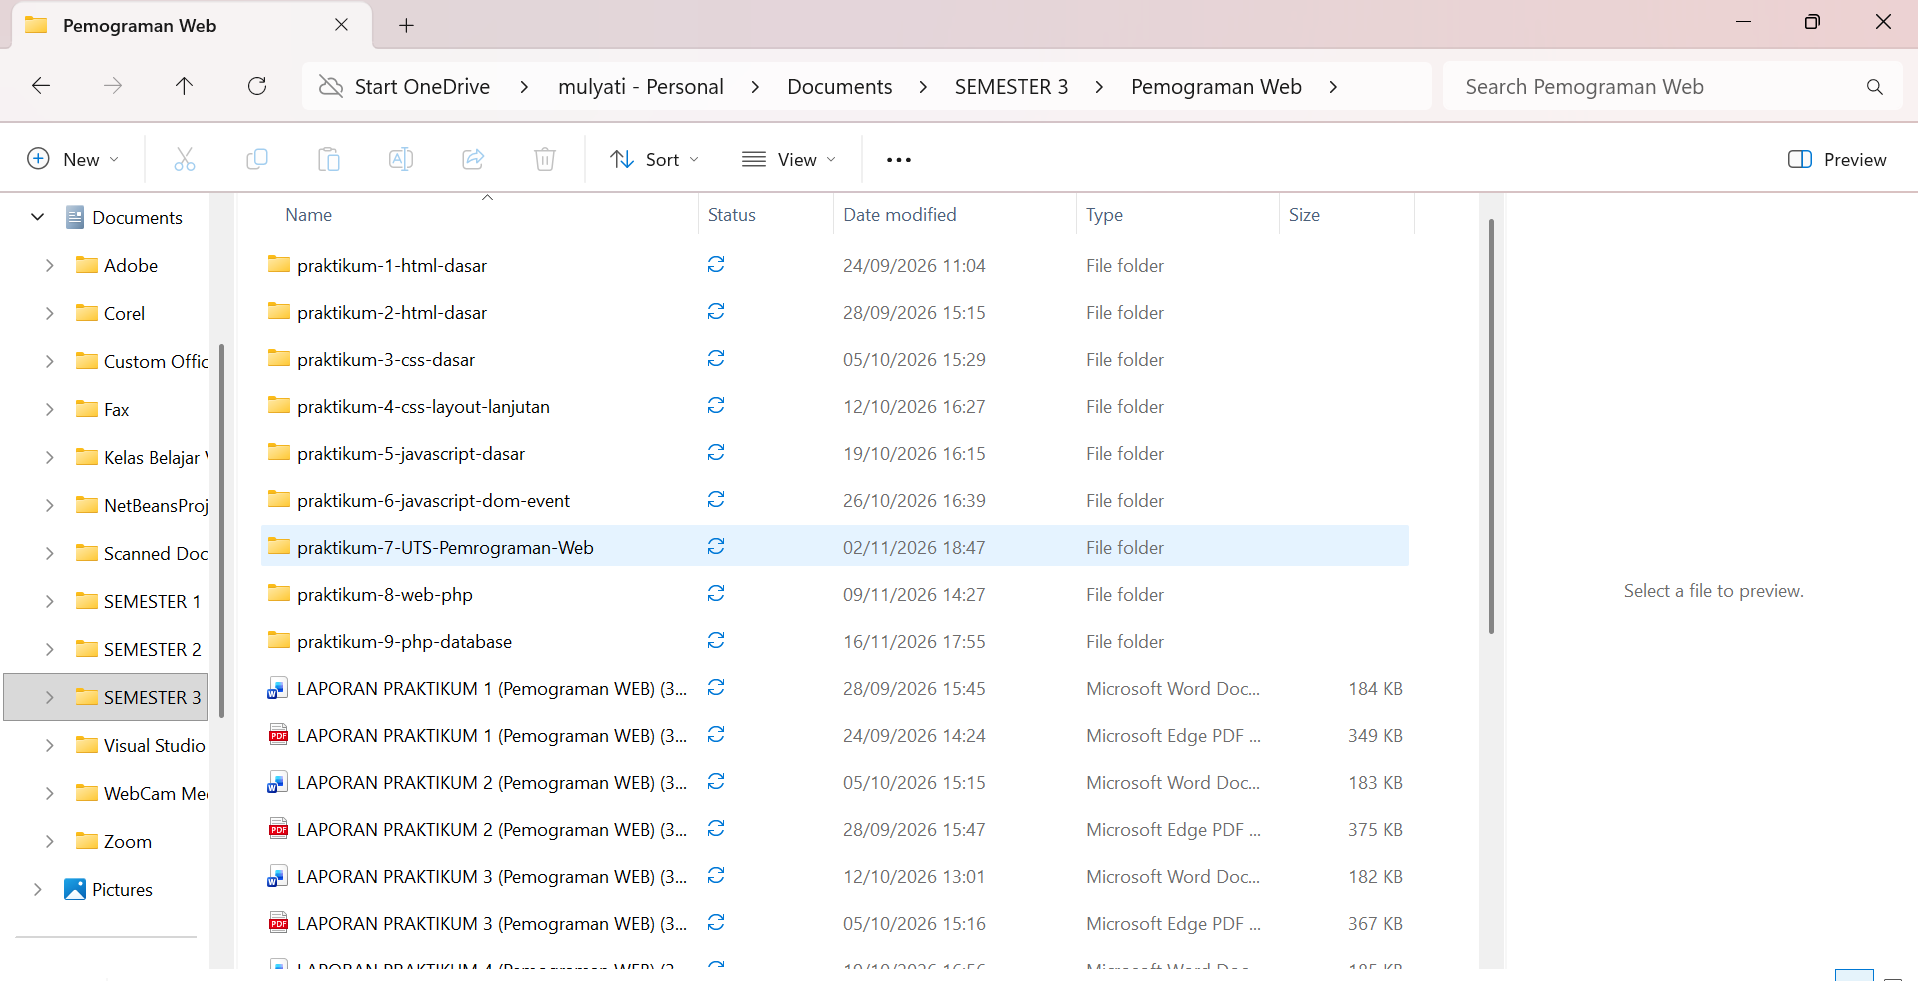 Pemograman Web
Start OneDrive > mulyati - Personal > Documents > SEMESTER 3 > Pemograman Web >
Search Pemograman Web
New
Sort
View
Preview
Documents
Adobe
Corel
Custom Offic
Fax
Kelas Belajar
NetBeansProj
Scanned Doc
SEMESTER 1
SEMESTER 2
SEMESTER 3
Visual Studio
WebCam Med
Zoom
Pictures
Name Status Date modified Type Size
praktikum-1-html-dasar 24/09/2026 11:04 File folder
praktikum-2-html-dasar 28/09/2026 15:15 File folder
praktikum-3-css-dasar 05/10/2026 15:29 File folder
praktikum-4-css-layout-lanjutan 12/10/2026 16:27 File folder
praktikum-5-javascript-dasar 19/10/2026 16:15 File folder
praktikum-6-javascript-dom-event 26/10/2026 16:39 File folder
praktikum-7-UTS-Pemrograman-Web 02/11/2026 18:47 File folder
praktikum-8-web-php 09/11/2026 14:27 File folder
praktikum-9-php-database 16/11/2026 17:55 File folder
LAPORAN PRAKTIKUM 1 (Pemograman WEB) (3... 28/09/2026 15:45 Microsoft Word Doc... 184 KB
LAPORAN PRAKTIKUM 1 (Pemograman WEB) (3... 24/09/2026 14:24 Microsoft Edge PDF ... 349 KB
LAPORAN PRAKTIKUM 2 (Pemograman WEB) (3... 05/10/2026 15:15 Microsoft Word Doc... 183 KB
LAPORAN PRAKTIKUM 2 (Pemograman WEB) (3... 28/09/2026 15:47 Microsoft Edge PDF ... 375 KB
LAPORAN PRAKTIKUM 3 (Pemograman WEB) (3... 12/10/2026 13:01 Microsoft Word Doc... 182 KB
LAPORAN PRAKTIKUM 3 (Pemograman WEB) (3... 05/10/2026 15:16 Microsoft Edge PDF ... 367 KB
Select a file to preview.